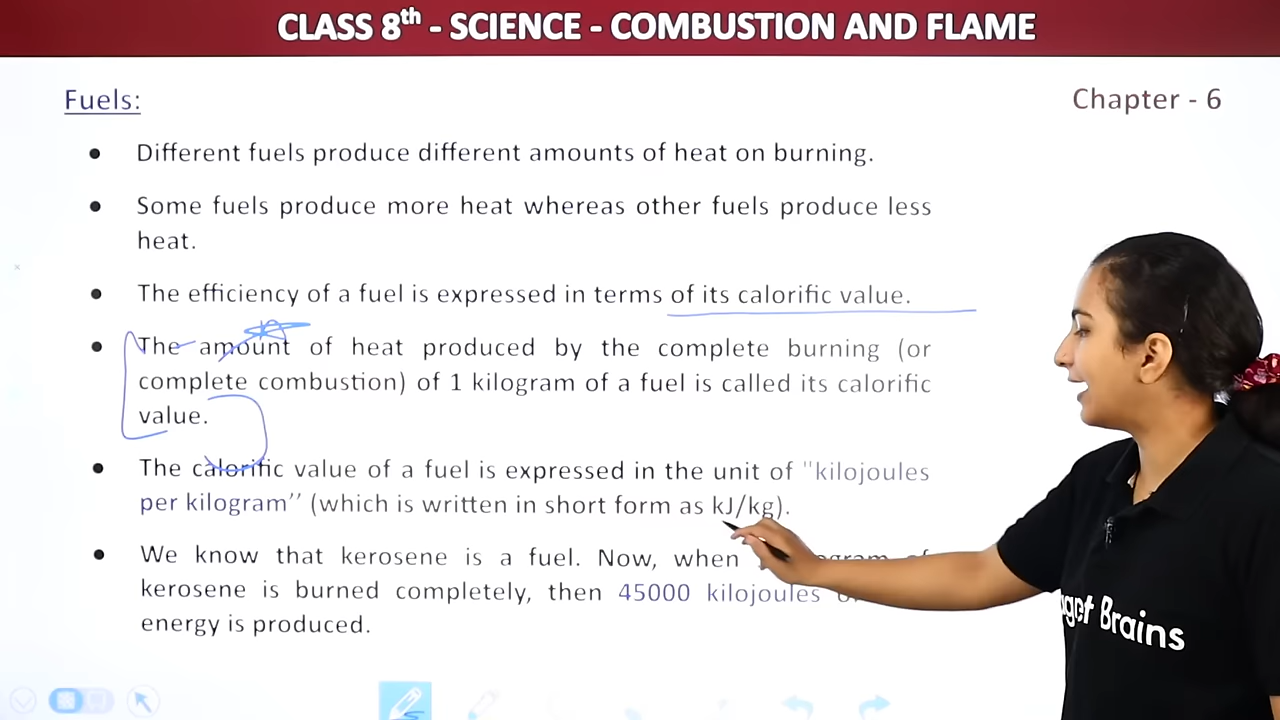 CLASS 8th - SCIENCE - COMBUSTION AND FLAME
Fuels:
Chapter - 6
• Different fuels produce different amounts of heat on burning.
• Some fuels produce more heat whereas other fuels produce less
heat.
• The efficiency of a fuel is expressed in terms of its calorific value.
• The amount of heat produced by the complete burning (or
complete combustion) of 1 kilogram of a fuel is called its calorific
value.
• The calorific value of a fuel is expressed in the unit of "kilojoules
per kilogram’’ (which is written in short form as kJ/kg).
• We know that kerosene is a fuel. Now, when
kerosene is burned completely, then 45000 kilojoules
energy is produced.
Brains